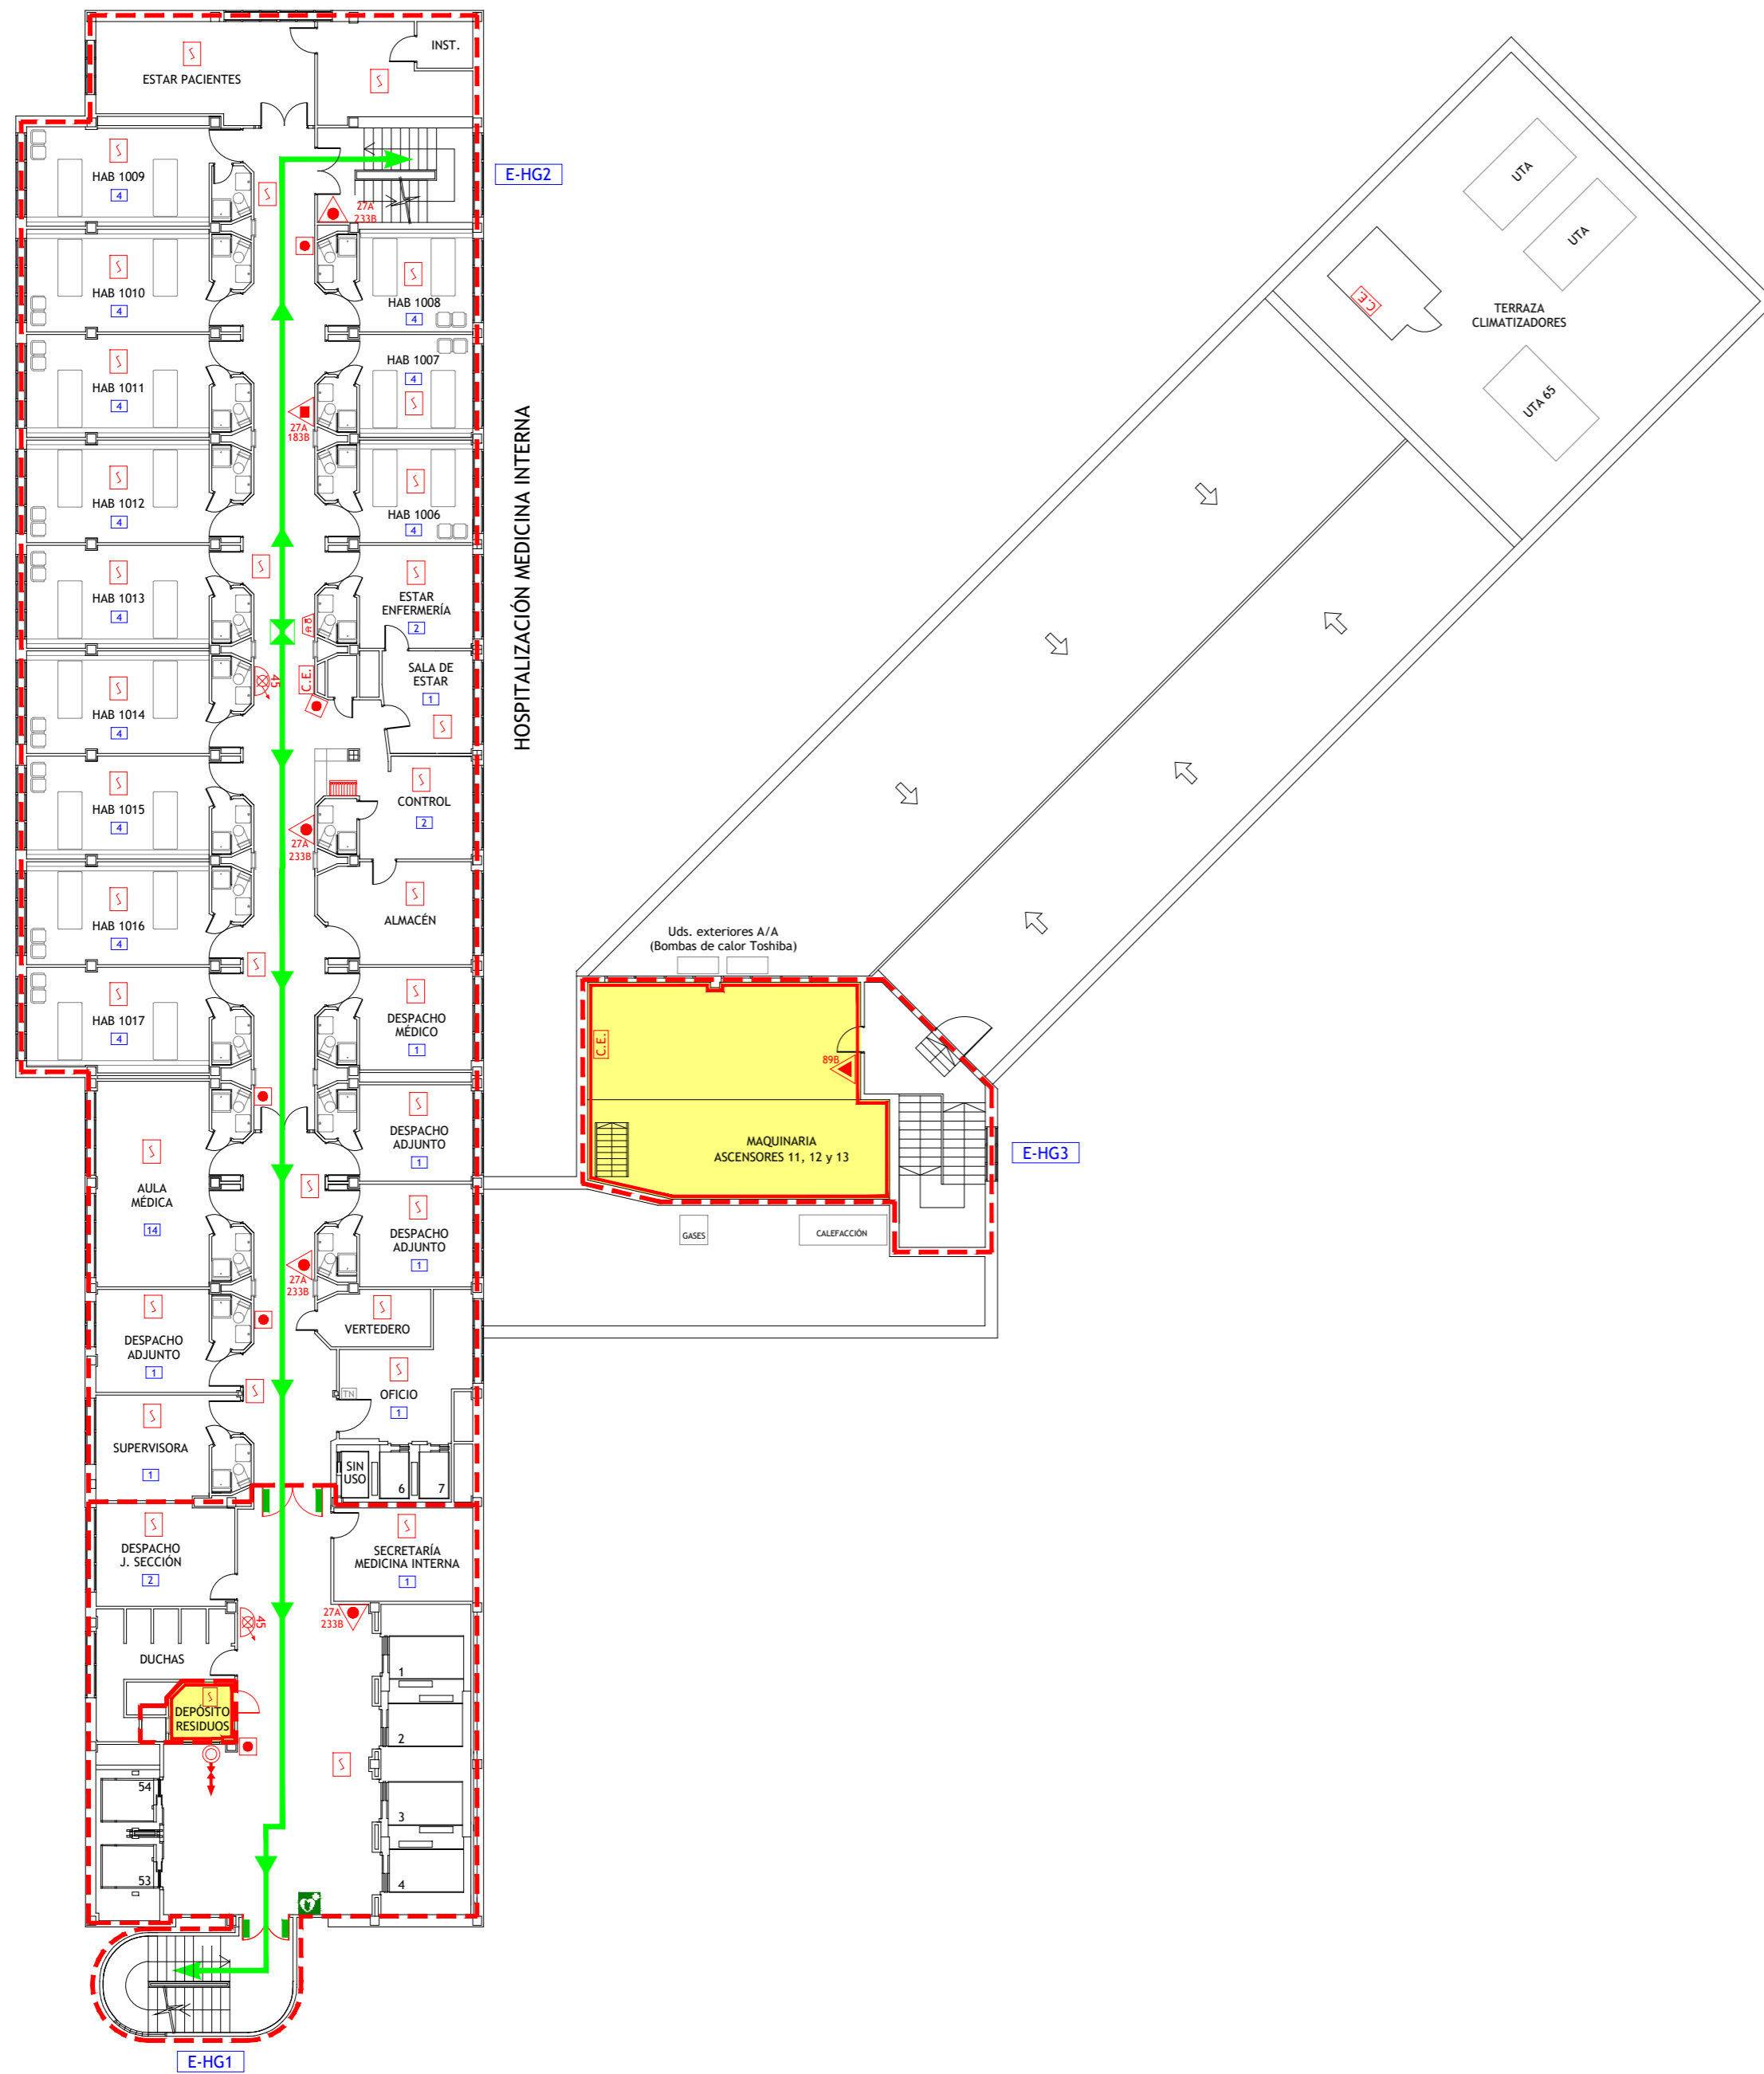 INST.
ESTAR PACIENTES
HAB 1009
4
E-HG2
27A
233B
UTA
UTA
HAB 1010
4
HAB 1008
4
C.E.
TERRAZA
CLIMATIZADORES
HAB 1011
4
HAB 1007
4
27A
183B
UTA 65
HOSPITALIZACIÓN MEDICINA INTERNA
HAB 1012
4
HAB 1006
4
HAB 1013
4
ESTAR
ENFERMERÍA
2
HAB 1014
4
45
C.E.
SALA DE
ESTAR
1
HAB 1015
4
CONTROL
2
27A
233B
HAB 1016
4
ALMACÉN
Uds. exteriores A/A
(Bombas de calor Toshiba)
HAB 1017
4
DESPACHO
MÉDICO
1
C.E.
89B
DESPACHO
ADJUNTO
1
MAQUINARIA
ASCENSORES 11, 12 y 13
E-HG3
AULA
MÉDICA
14
DESPACHO
ADJUNTO
1
GASES
CALEFACCIÓN
27A
233B
DESPACHO
ADJUNTO
1
VERTEDERO
TN
OFICIO
1
SUPERVISORA
1
SIN
USO
6
7
DESPACHO
J. SECCIÓN
2
SECRETARÍA
MEDICINA INTERNA
1
45
27A
233B
DUCHAS
1
DEPÓSITO
RESIDUOS
2
54
3
53
4
E-HG1